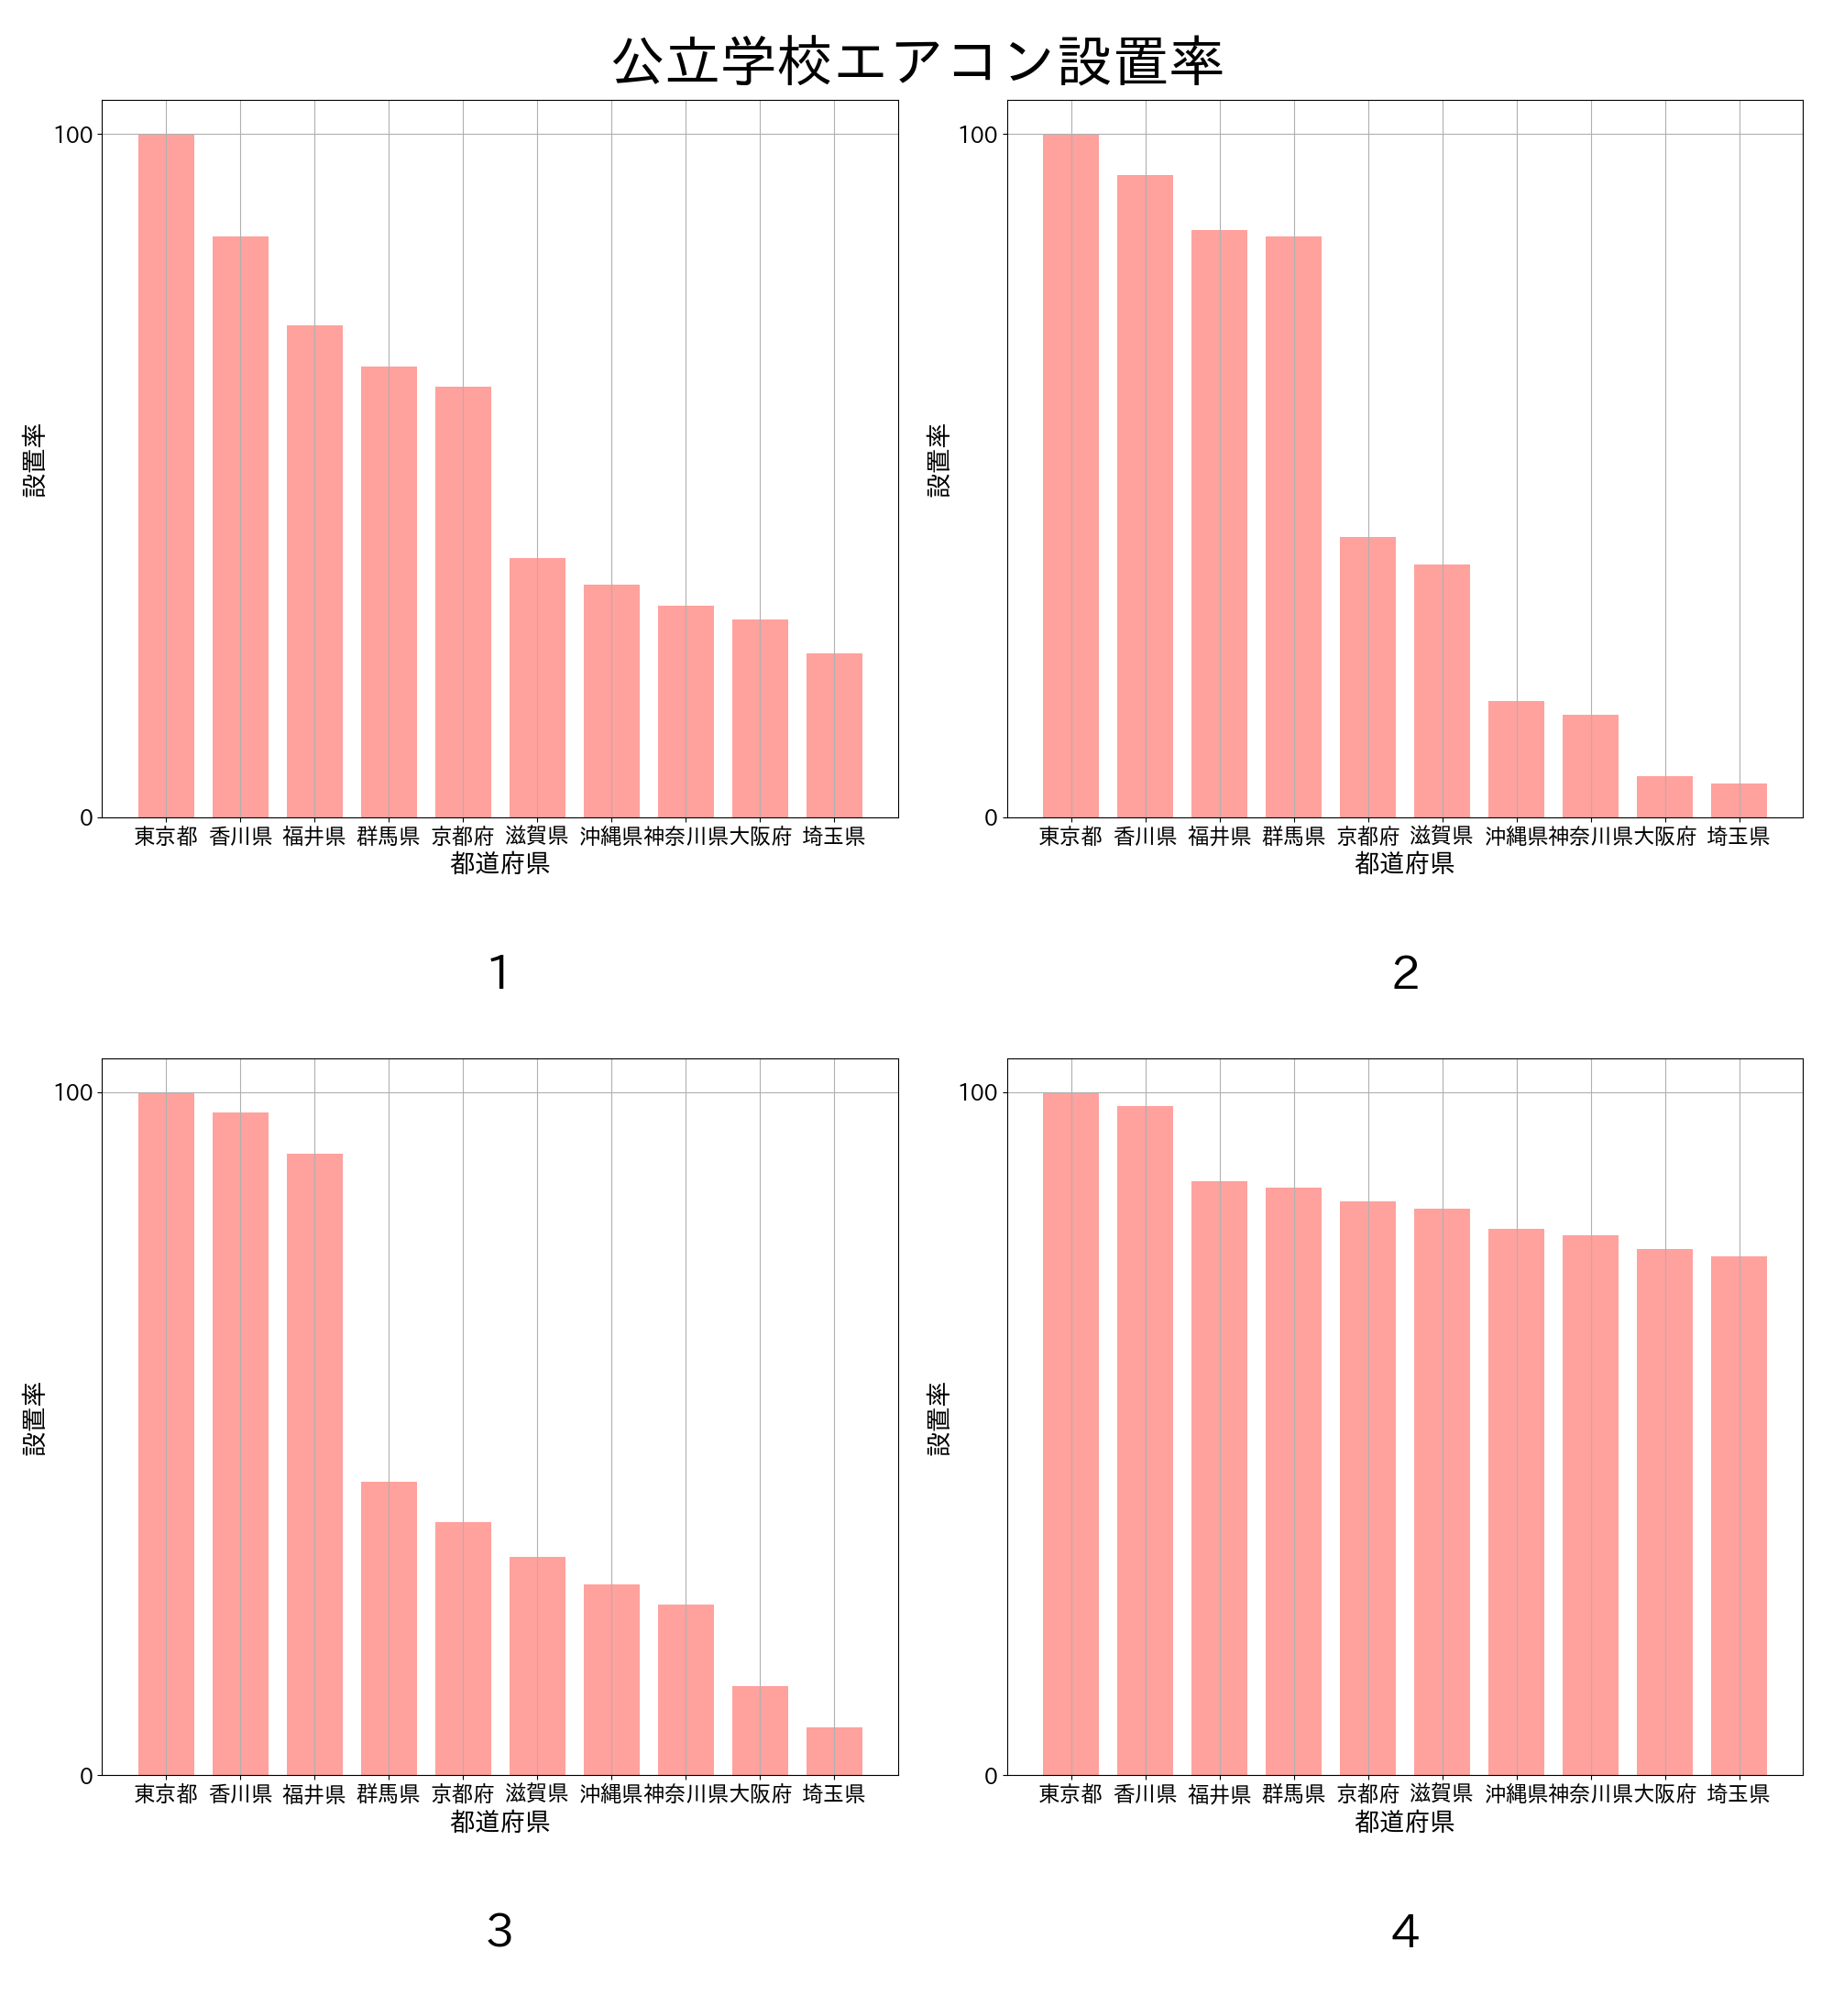 公立学校エアコン設置率
100
0
設置率
東京都 香川県 福井県 群馬県 京都府 滋賀県 沖縄県 神奈川県 大阪府 埼玉県
都道府県
1
100
0
設置率
東京都 香川県 福井県 群馬県 京都府 滋賀県 沖縄県 神奈川県 大阪府 埼玉県
都道府県
2
100
0
設置率
東京都 香川県 福井県 群馬県 京都府 滋賀県 沖縄県 神奈川県 大阪府 埼玉県
都道府県
3
100
0
設置率
東京都 香川県 福井県 群馬県 京都府 滋賀県 沖縄県 神奈川県 大阪府 埼玉県
都道府県
4